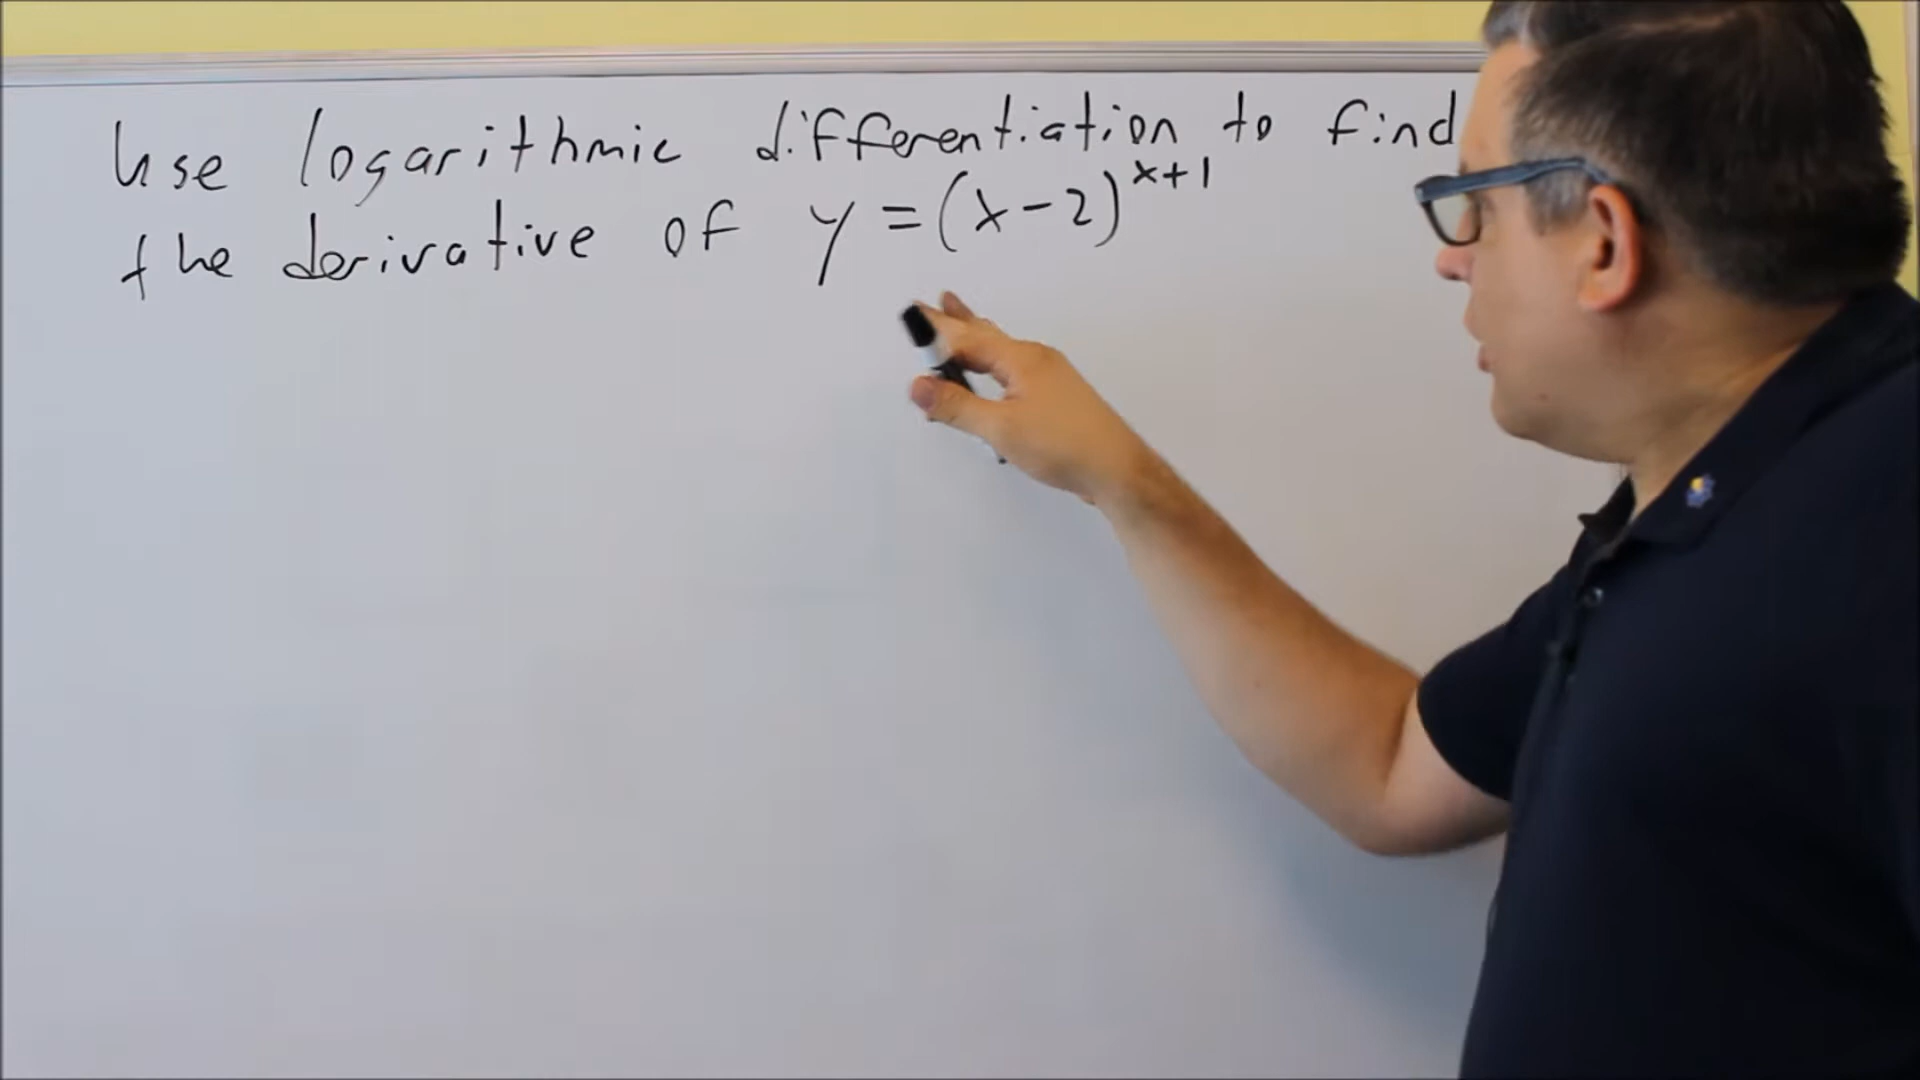 Use logarithmic differentiation to find
the derivative of y = (x-2)^{x+1}